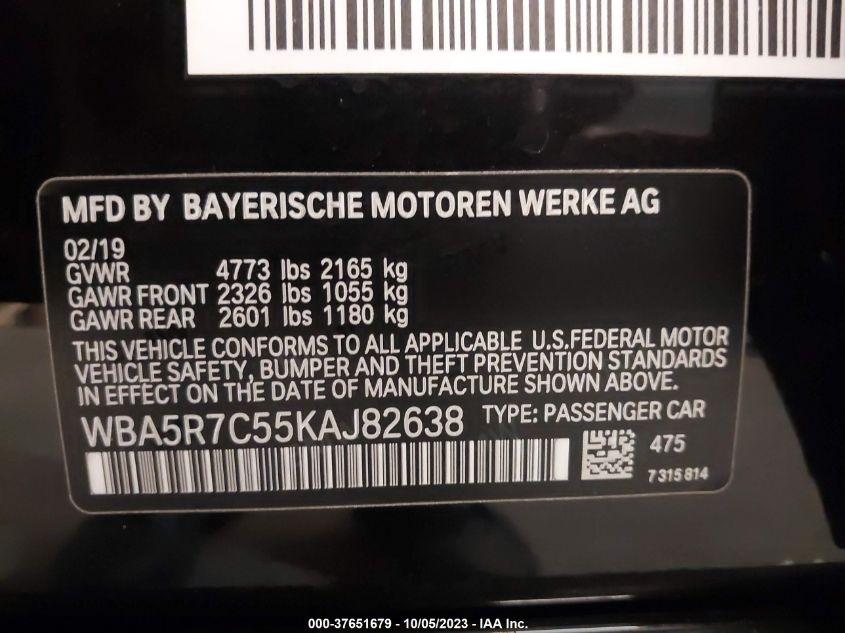 MFD BY BAYERISCHE MOTOREN WERKE AG
02/19
GVWR 4773 lbs 2165 kg
GAWR FRONT 2326 lbs 1055 kg
GAWR REAR 2601 lbs 1180 kg
THIS VEHICLE CONFORMS TO ALL APPLICABLE U.S.FEDERAL MOTOR
VEHICLE SAFETY, BUMPER AND THEFT PREVENTION STANDARDS
IN EFFECT ON THE DATE OF MANUFACTURE SHOWN ABOVE.
WBA5R7C55KAJ82638 TYPE: PASSENGER CAR
475
7315814
000-37651679 - 10/05/2023 - IAA Inc.